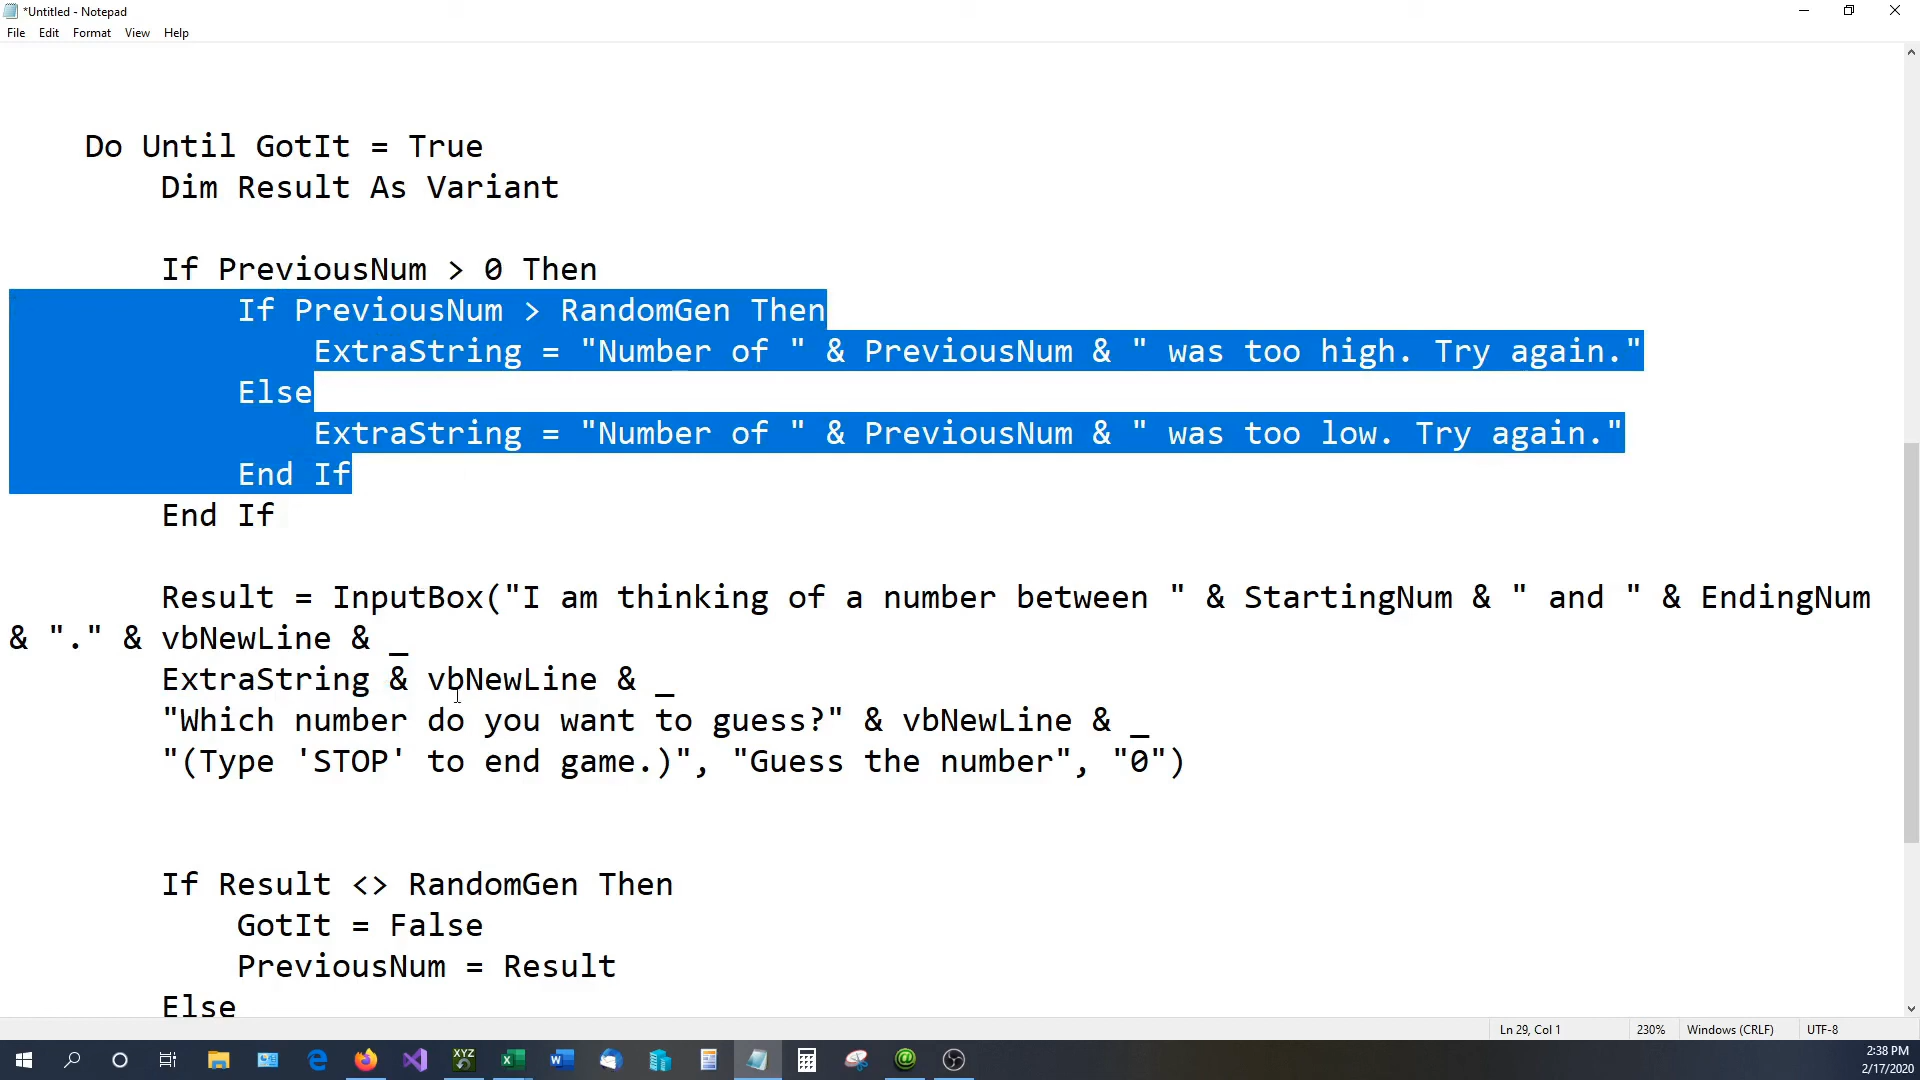 *Untitled - Notepad
File Edit Format View Help
Do Until GotIt = True
Dim Result As Variant
If PreviousNum > 0 Then
If PreviousNum > RandomGen Then
ExtraString = "Number of " & PreviousNum & " was too high. Try again."
Else
ExtraString = "Number of " & PreviousNum & " was too low. Try again."
End If
End If
Result = InputBox("I am thinking of a number between " & StartingNum & " and " & EndingNum
& "." & vbNewLine & _
ExtraString & vbNewLine & _
"Which number do you want to guess?" & vbNewLine & _
"(Type 'STOP' to end game.)", "Guess the number", "0")
If Result <> RandomGen Then
GotIt = False
PreviousNum = Result
Else
Ln 29, Col 1 230% Windows (CRLF) UTF-8
XYZ
2:38 PM
2/17/2020